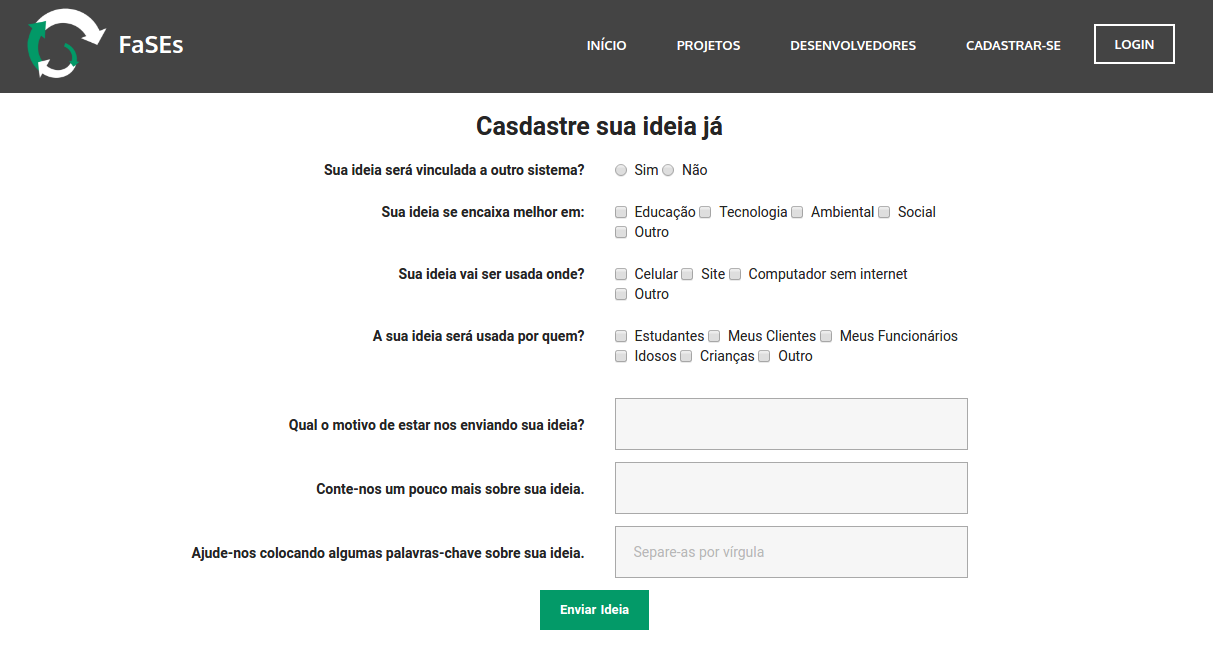 FaSEs
INÍCIO PROJETOS DESENVOLVEDORES CADASTRAR-SE LOGIN
Casdastre sua ideia já
Sua ideia será vinculada a outro sistema? Sim Não
Sua ideia se encaixa melhor em: Educação Tecnologia Ambiental Social
Outro
Sua ideia vai ser usada onde? Celular Site Computador sem internet
Outro
A sua ideia será usada por quem? Estudantes Meus Clientes Meus Funcionários
Idosos Crianças Outro
Qual o motivo de estar nos enviando sua ideia?
Conte-nos um pouco mais sobre sua ideia.
Ajude-nos colocando algumas palavras-chave sobre sua ideia. Separe-as por vírgula
Enviar Ideia